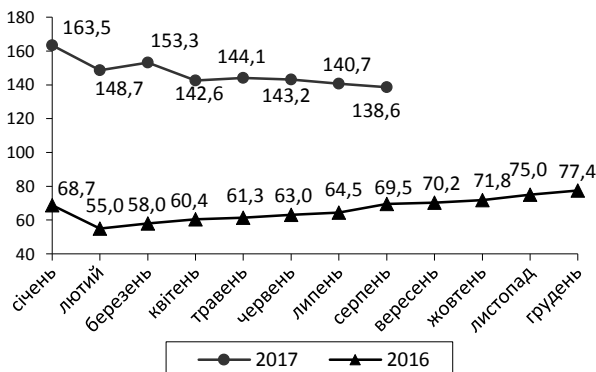 180
160
140
120
100
80
60
40
163,5
148,7
153,3
142,6
144,1
143,2
140,7
138,6
68,7
55,0
58,0
60,4
61,3
63,0
64,5
69,5
70,2
71,8
75,0
77,4
січень
лютий
березень
квітень
травень
червень
липень
серпень
вересень
жовтень
листопад
грудень
2017
2016